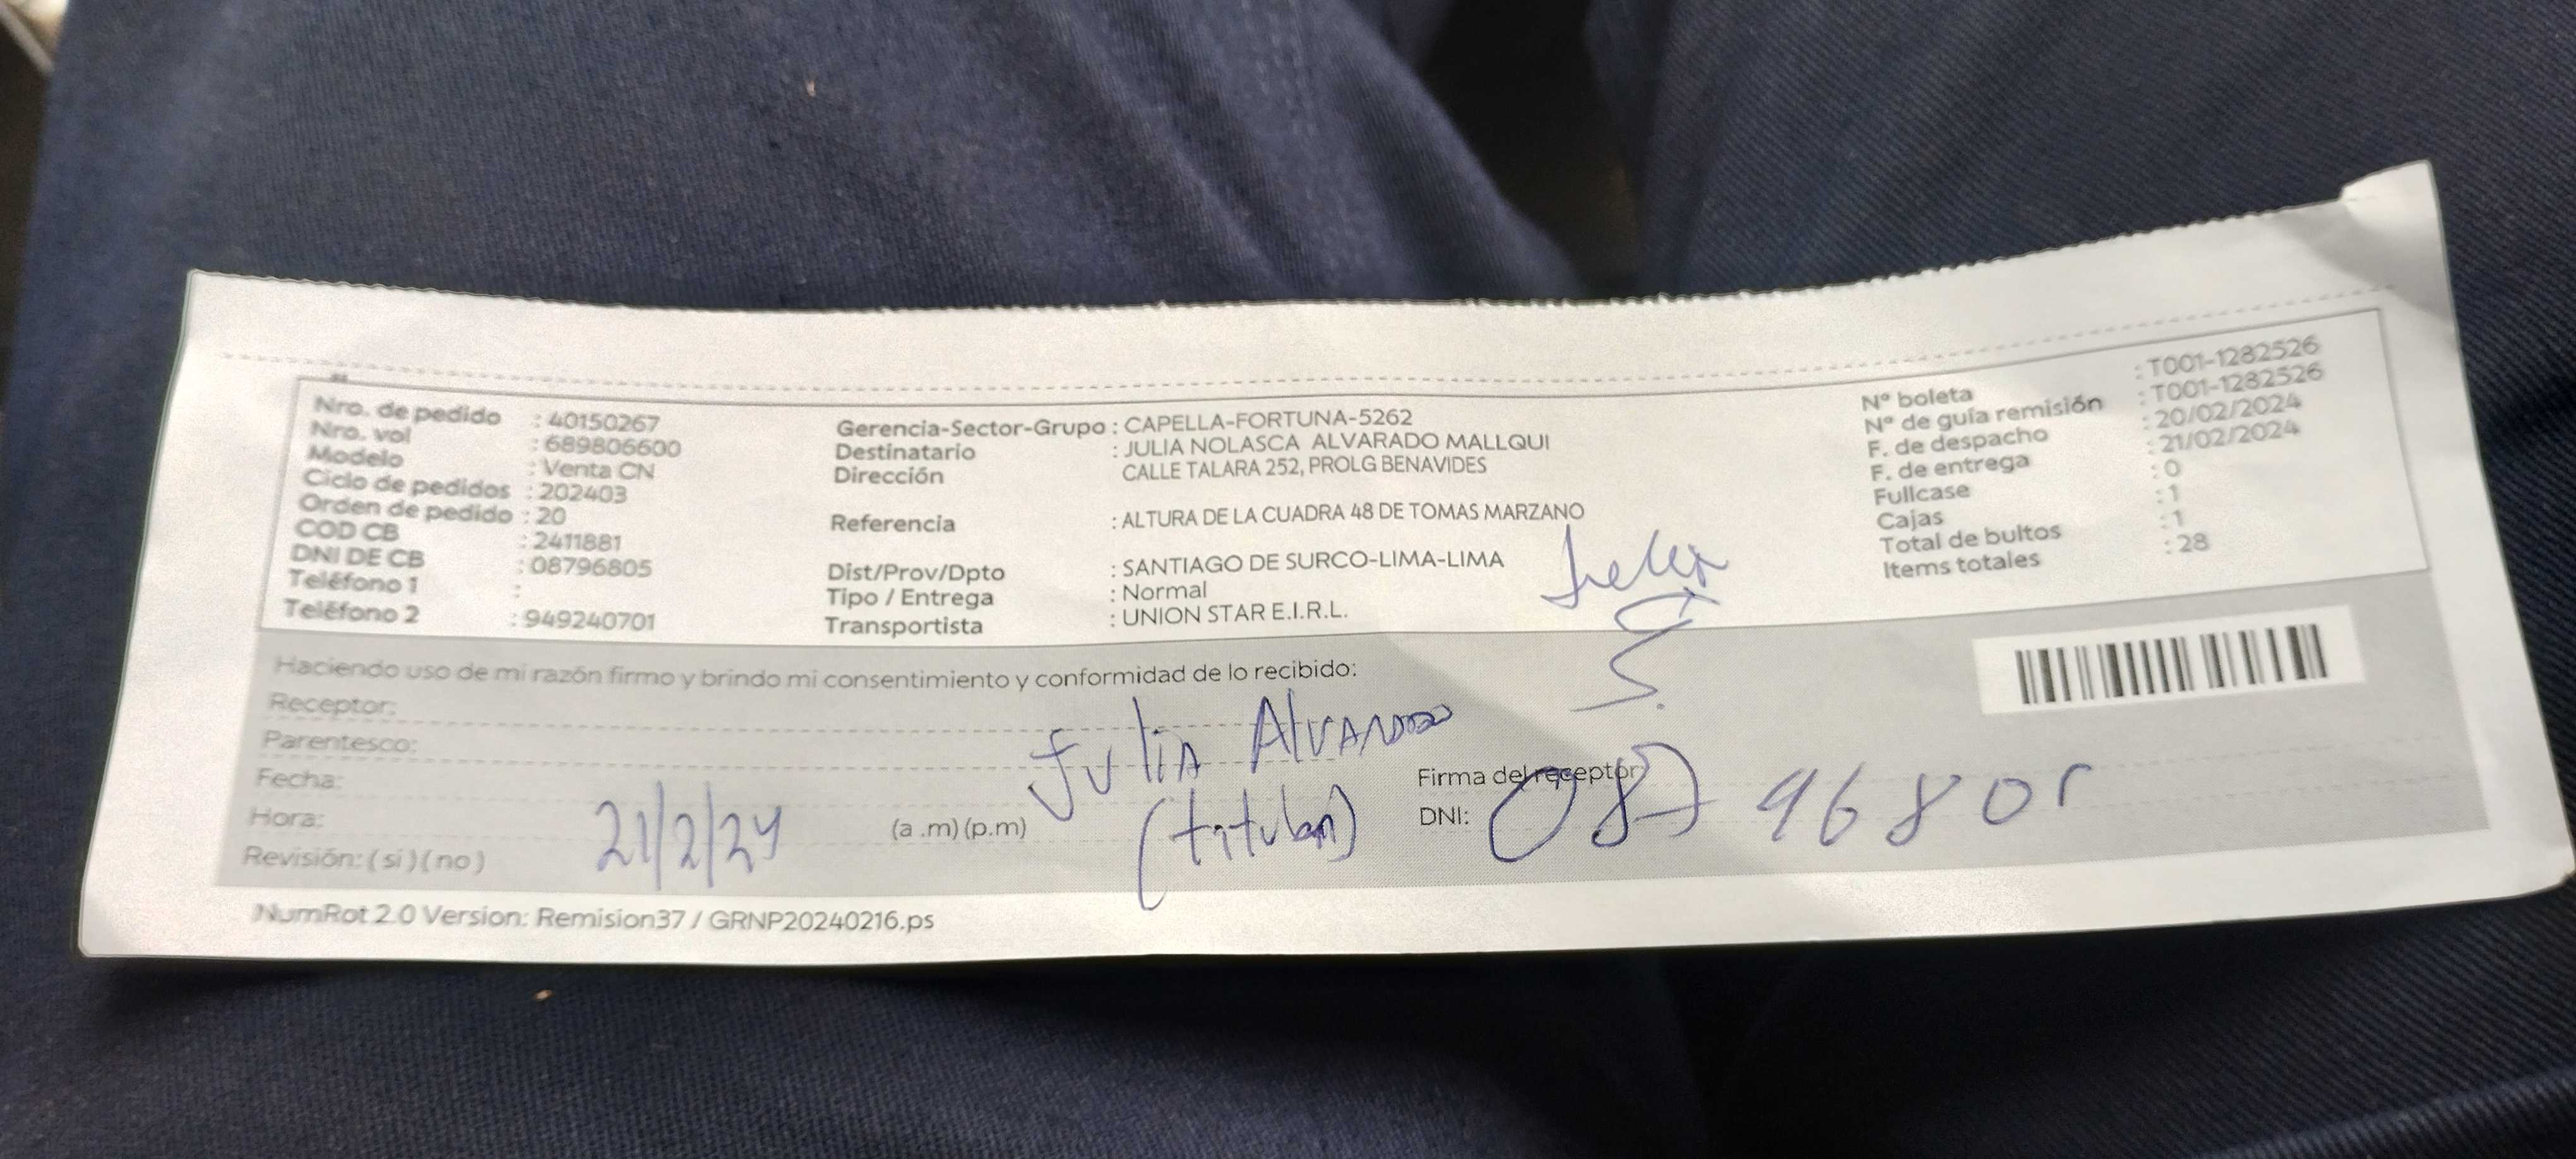 Nro. de pedido : 40150267
Nro. vol : 689806600
Modelo : Venta CN
Ciclo de pedidos : 202403
Orden de pedido : 20
COD CB : 2411881
DNI DE CB : 08796805
Teléfono 1 :
Teléfono 2 : 949240701
Gerencia-Sector-Grupo : CAPELLA-FORTUNA-5262
Destinatario : JULIA NOLASCA ALVARADO MALLQUI
Dirección CALLE TALARA 252, PROLG BENAVIDES
Referencia : ALTURA DE LA CUADRA 48 DE TOMAS MARZANO
Dist/Prov/Dpto : SANTIAGO DE SURCO-LIMA-LIMA
Tipo / Entrega : Normal
Transportista : UNION STAR E.I.R.L.
Nº boleta : T001-1282526
Nº de guía remisión : T001-1282526
F. de despacho : 20/02/2024
F. de entrega : 21/02/2024
Fullcase : 0
Cajas : 1
Total de bultos : 1
Items totales : 28
Haciendo uso de mi razón firmo y brindo mi consentimiento y conformidad de lo recibido:
Receptor: Julia Alvarado
Parentesco: (titular)
Fecha: 21/2/24
Hora: (a .m) (p.m)
Revisión: ( si ) ( no )
Firma del receptor
DNI: 08796805
NumRot 2.0 Version: Remision37 / GRNP20240216.ps